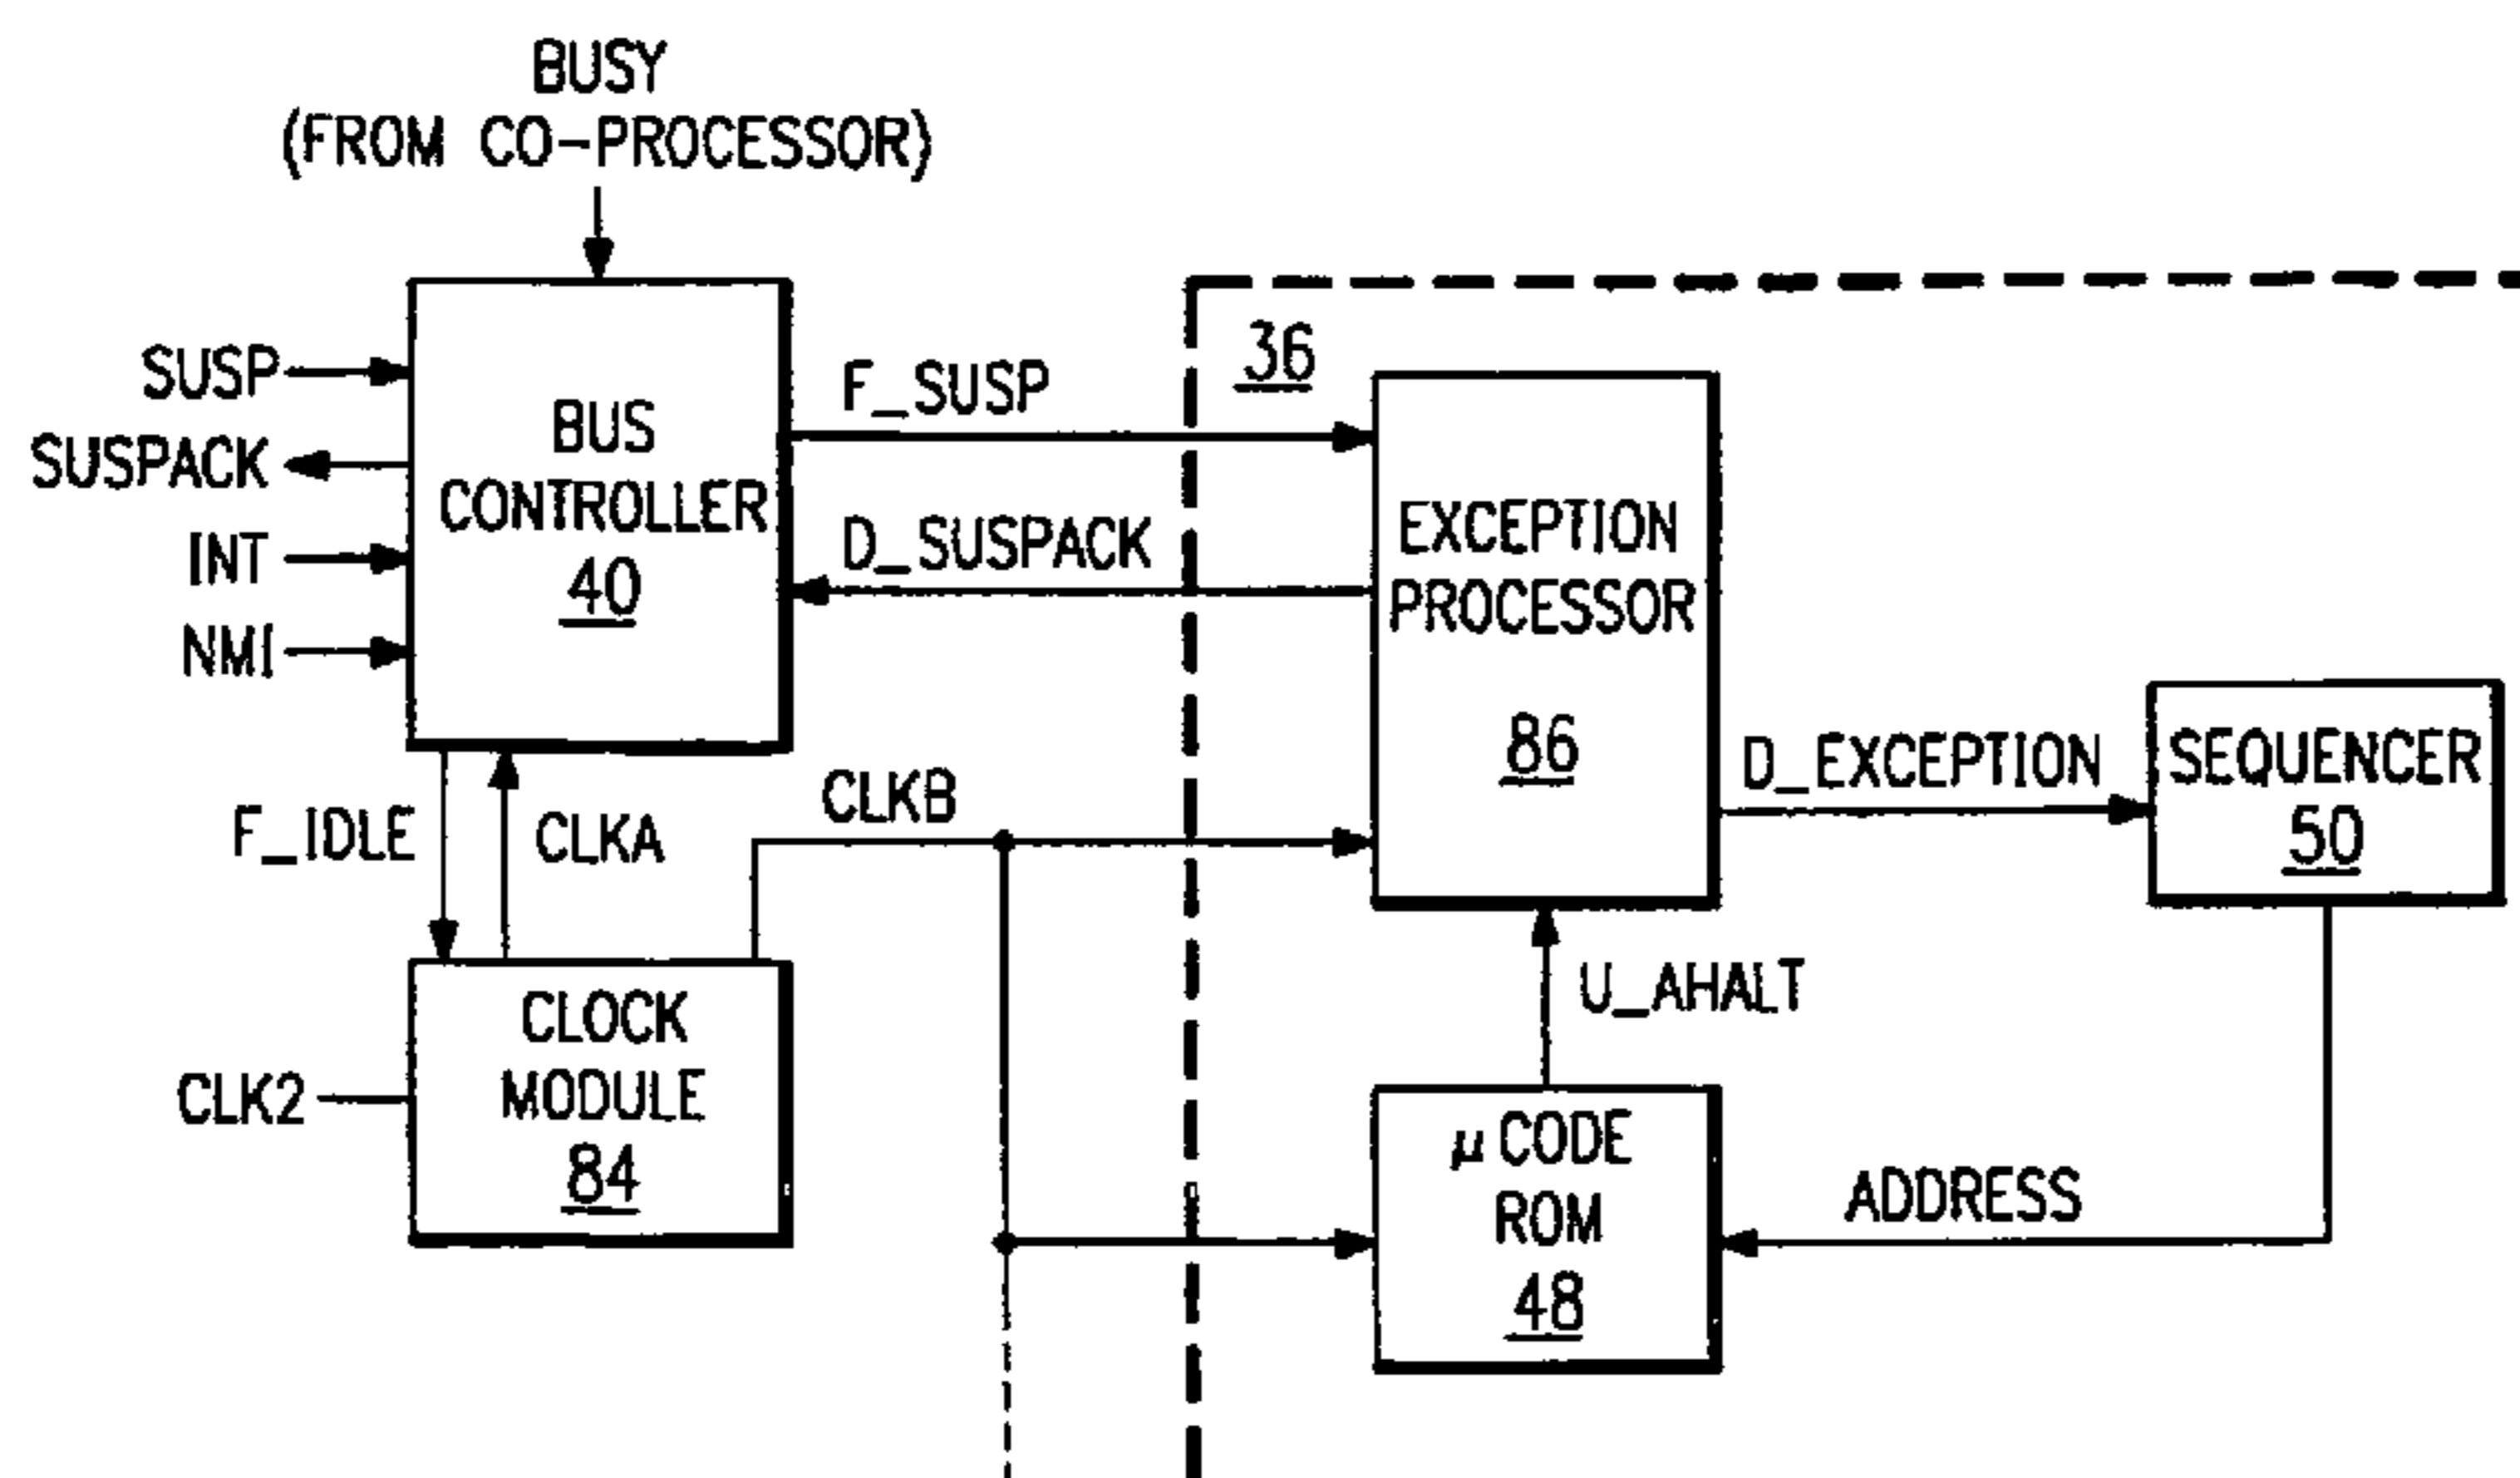 BUSY
(FROM CO-PROCESSOR)
SUSP
SUSPACK
INT
NMI
BUS
CONTROLLER
40
F_SUSP
D_SUSPACK
36
EXCEPTION
PROCESSOR
86
D_EXCEPTION
SEQUENCER
50
F_IDLE
CLKA
CLKB
CLOCK
MODULE
84
CLK2
U_AHALT
μ CODE
ROM
48
ADDRESS